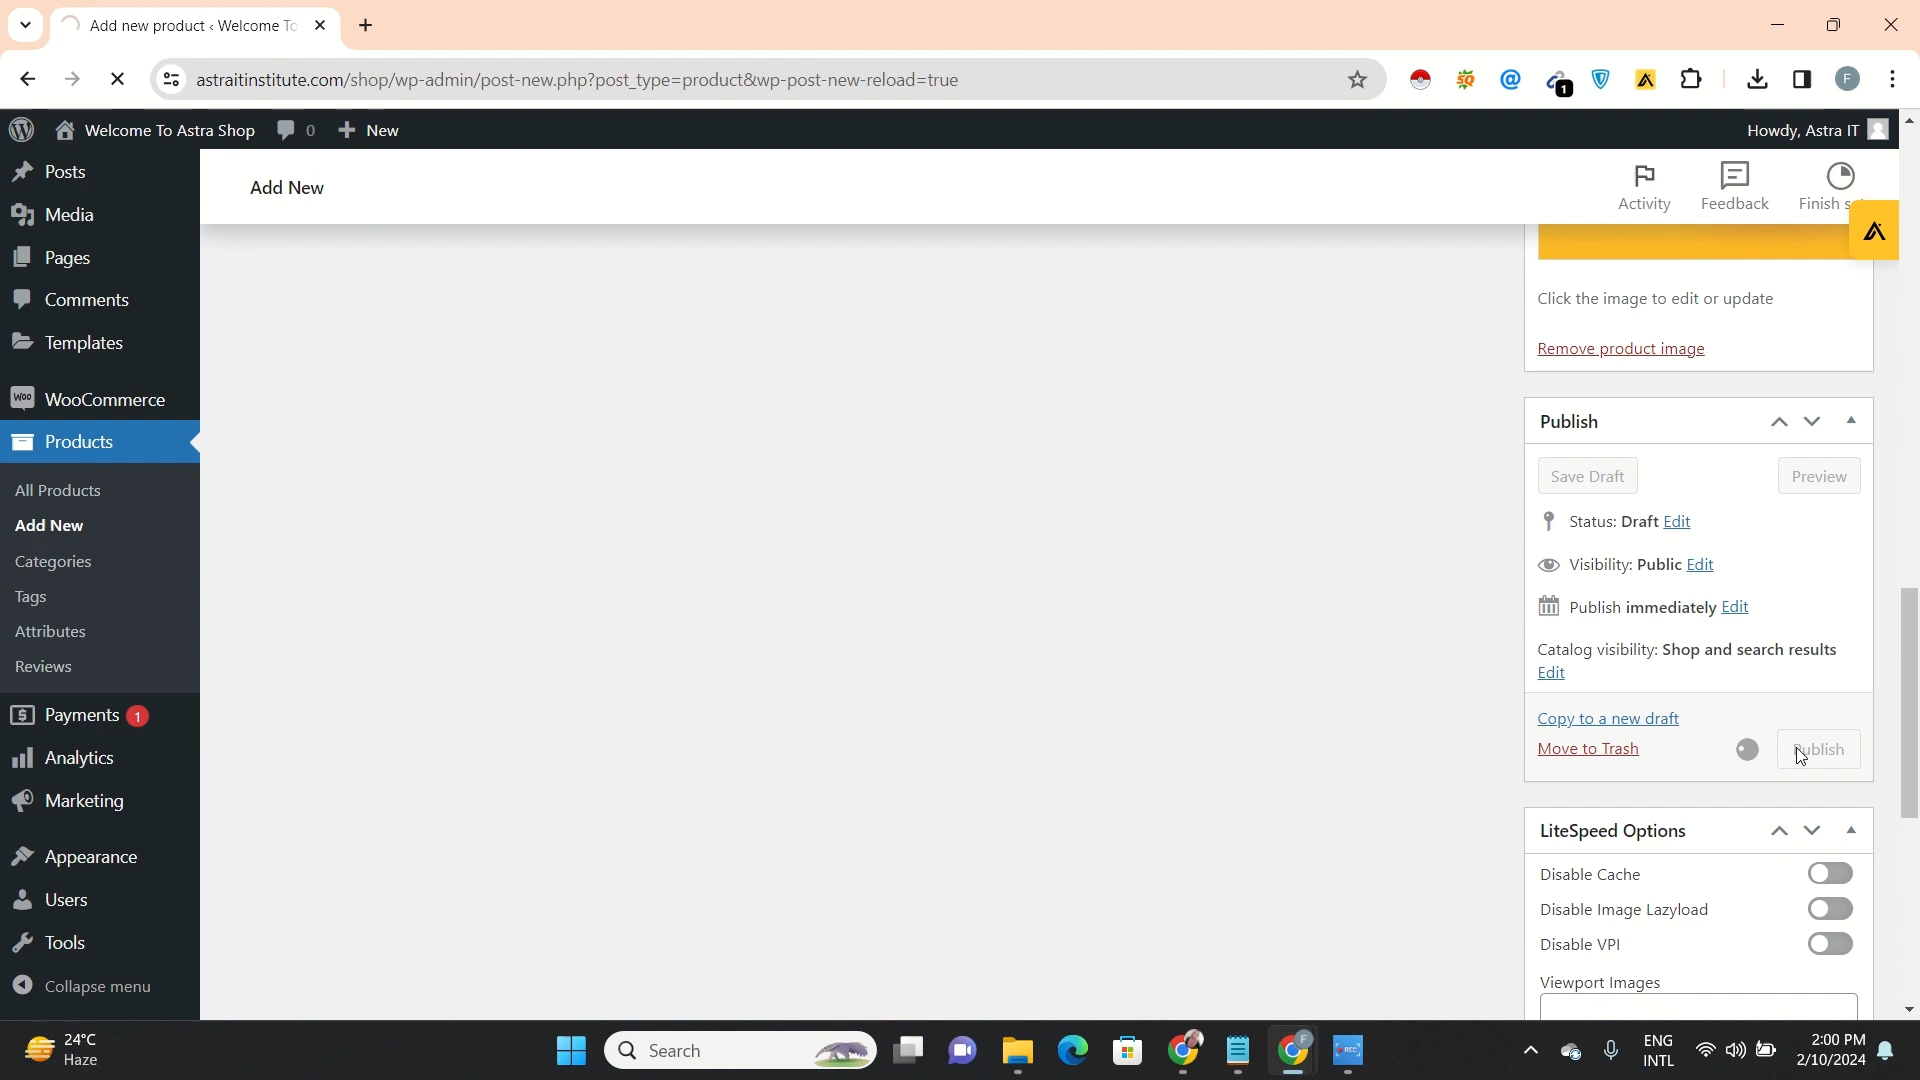 Add new product ‹ Welcome To
astraitinstitute.com/shop/wp-admin/post-new.php?post_type=product&wp-post-new-reload=true
1
F
Welcome To Astra Shop
0
New
Howdy, Astra IT
Posts
Media
Pages
Comments
Templates
Woo
WooCommerce
Products
All Products
Add New
Categories
Tags
Attributes
Reviews
Payments 1
Analytics
Marketing
Appearance
Users
Tools
Collapse menu
Add New
Activity
Feedback
Finish
Click the image to edit or update
Remove product image
Publish
Save Draft
Preview
Status: Draft Edit
Visibility: Public Edit
Publish immediately Edit
Catalog visibility: Shop and search results
Edit
Copy to a new draft
Move to Trash
Publish
LiteSpeed Options
Disable Cache
Disable Image Lazyload
Disable VPI
Viewport Images
24°C
Haze
Search
F
REC
ENG
INTL
2:00 PM
2/10/2024